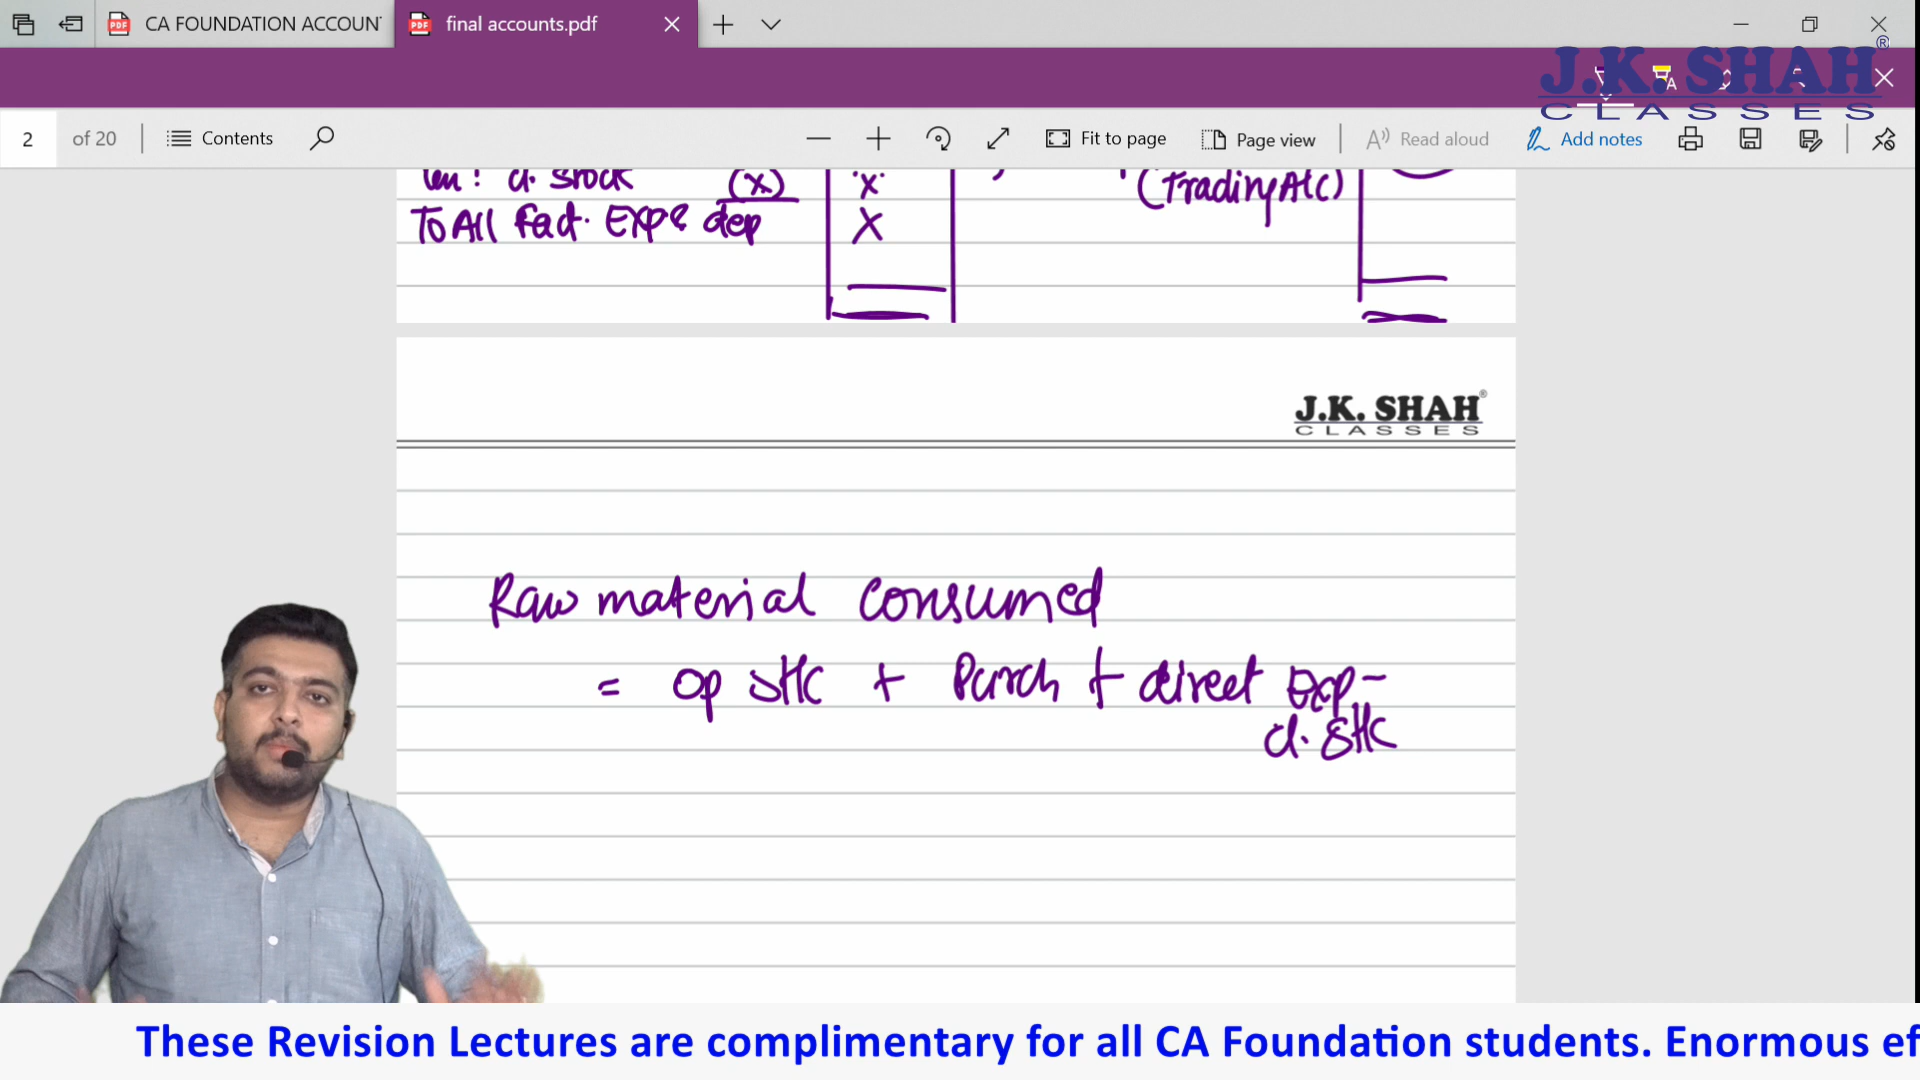 CA FOUNDATION ACCOUN
final accounts.pdf
J.K. SHAH®
CLASSES
2 of 20
Contents
Fit to page
Page view
Read aloud
Add notes
cl. stock (x) x
(Trading A/c)
To All Fact. Exp & dep X
J.K. SHAH®
CLASSES
Raw material Consumed
= op stk + Purch + direct Exp -
cl. stk
These Revision Lectures are complimentary for all CA Foundation students. Enormous ef